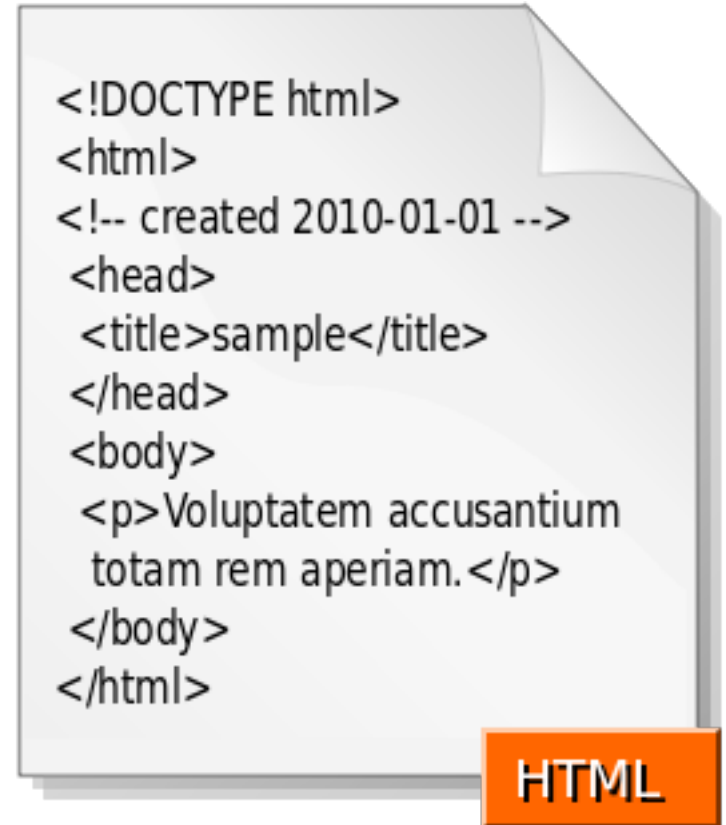 <!DOCTYPE html>
<html>
<!-- created 2010-01-01 -->
<head>
<title>sample</title>
</head>
<body>
<p>Voluptatem accusantium
totam rem aperiam.</p>
</body>
</html>
HTML